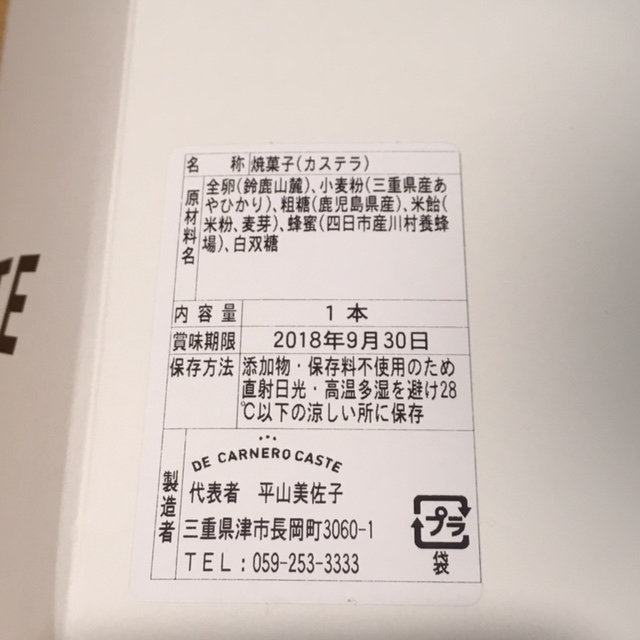 名称 焼菓子(カステラ)
原材料名 全卵(鈴鹿山麓)、小麦粉(三重県産あ
やひかり)、粗糖(鹿児島県産)、米飴(
米粉、麦芽)、蜂蜜(四日市産川村養蜂
場)、白双糖
内容量 1本
賞味期限 2018年9月30日
保存方法 添加物・保存料不使用のため
直射日光・高温多湿を避け28
℃以下の涼しい所に保存
製造者 DE CARNERO CASTE
代表者 平山美佐子
三重県津市長岡町3060-1
TEL:059-253-3333
プラ
袋
TE